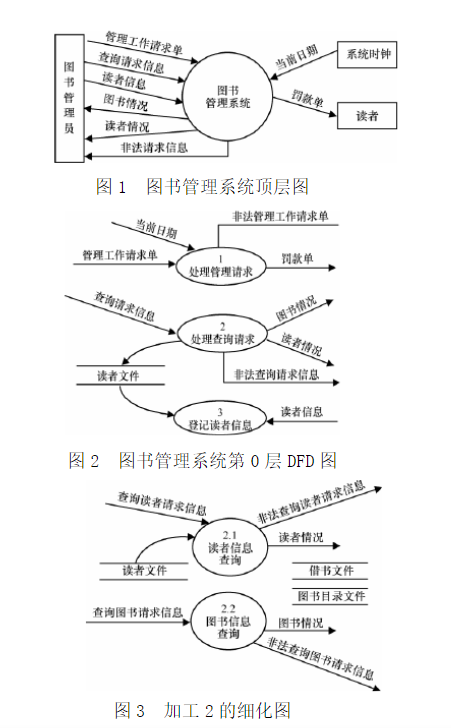 管理工作请求单
查询请求信息
读者信息
图书情况
读者情况
非法请求信息
图书管理员
图书
管理系统
当前日期
罚款单
系统时钟
读者
图1 图书管理系统顶层图
当前日期
非法管理工作请求单
管理工作请求单
1
处理管理请求
罚款单
查询请求信息
2
处理查询请求
图书情况
读者情况
非法查询请求信息
读者文件
3
登记读者信息
读者信息
图2 图书管理系统第0层DFD图
查询读者请求信息
非法查询读者请求信息
2.1
读者信息
查询
读者情况
读者文件
借书文件
图书目录文件
查询图书请求信息
2.2
图书信息
查询
图书情况
非法查询图书请求信息
图3 加工2的细化图